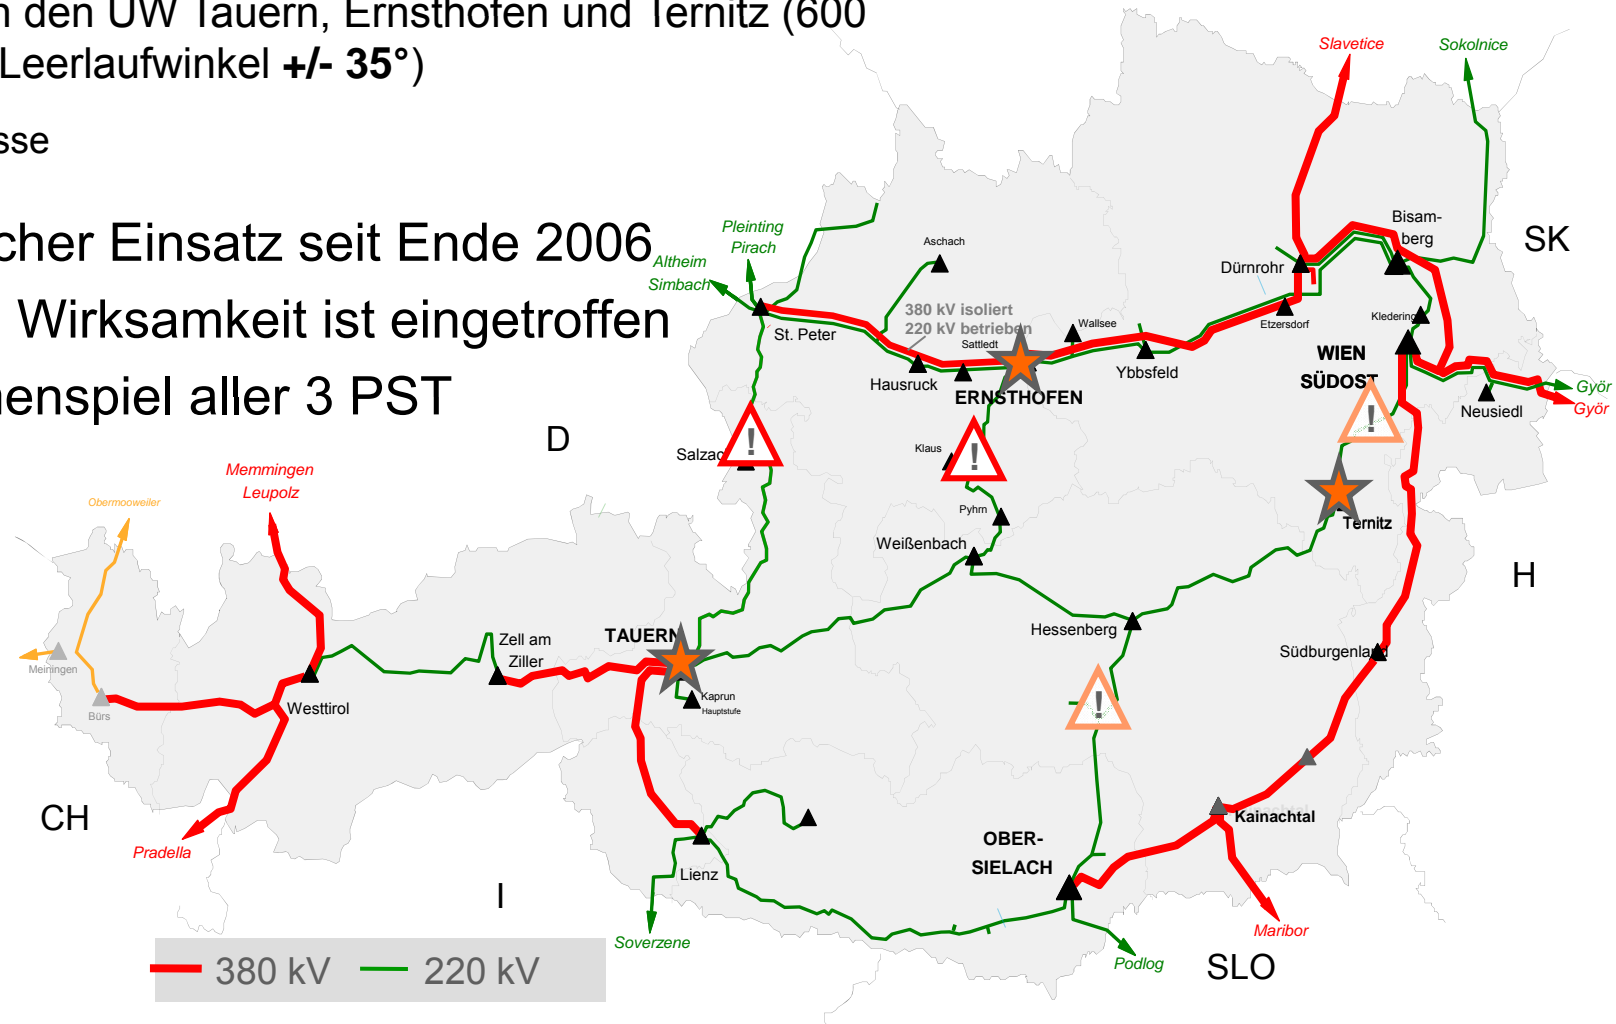 n den UW Tauern, Ernsthofen und Ternitz (600
Leerlaufwinkel +/- 35°)
sse
cher Einsatz seit Ende 2006
Wirksamkeit ist eingetroffen
nenspiel aller 3 PST
Slavetice
Sokolnice
Pleinting
Pirach
Altheim
Simbach
Aschach
Bisam-
berg
SK
Dürnrohr
380 kV isoliert
220 kV betrieben
St. Peter
Wallsee
Etzersdorf
Kledering
Sattledt
Hausruck
ERNSTHOFEN
Ybbsfeld
WIEN
SÜDOST
Györ
Györ
Neusiedl
D
Salzac
Klaus
Memmingen
Leupolz
Obermooweiler
Pyhrn
Ternitz
Weißenbach
H
Hessenberg
TAUERN
Zell am
Ziller
Südburgenland
Meiningen
Kaprun
Hauptstufe
Bürs
Westtirol
CH
Pradella
Kainachtal
OBER-
SIELACH
Lienz
I
Soverzene
Maribor
Podlog
SLO
380 kV
220 kV